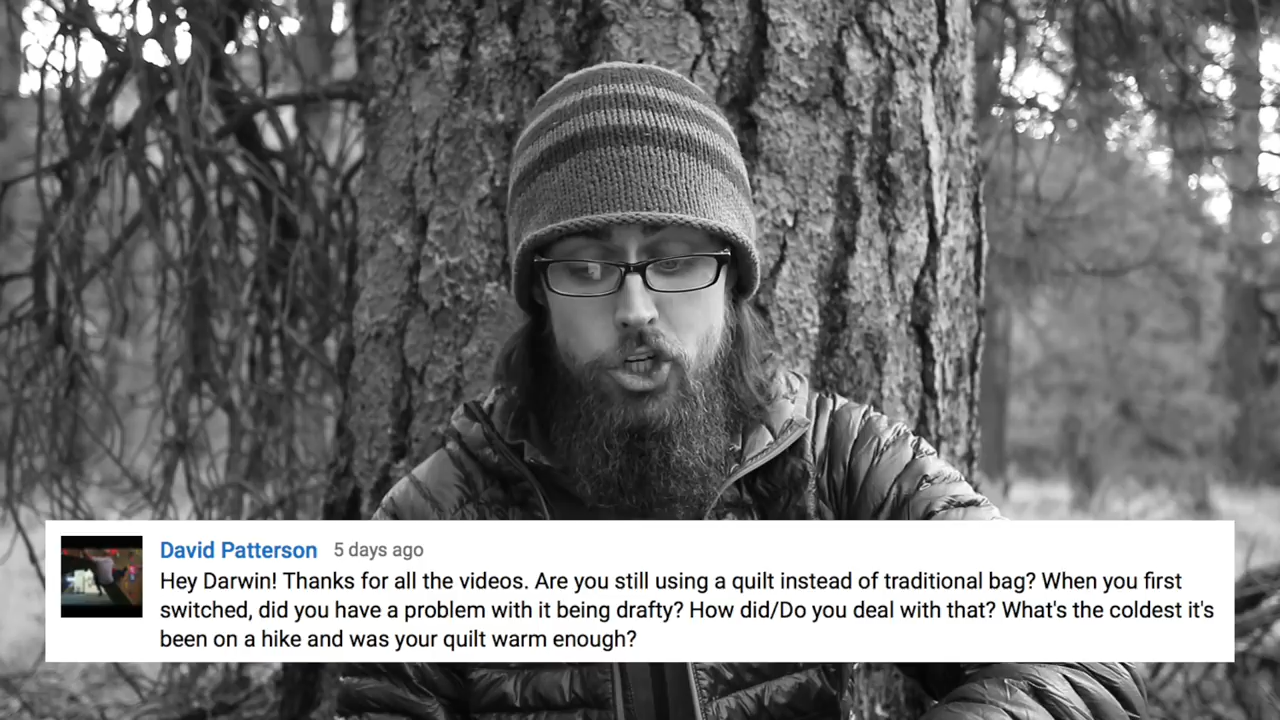 David Patterson 5 days ago
Hey Darwin! Thanks for all the videos. Are you still using a quilt instead of traditional bag? When you first
switched, did you have a problem with it being drafty? How did/Do you deal with that? What's the coldest it's
been on a hike and was your quilt warm enough?